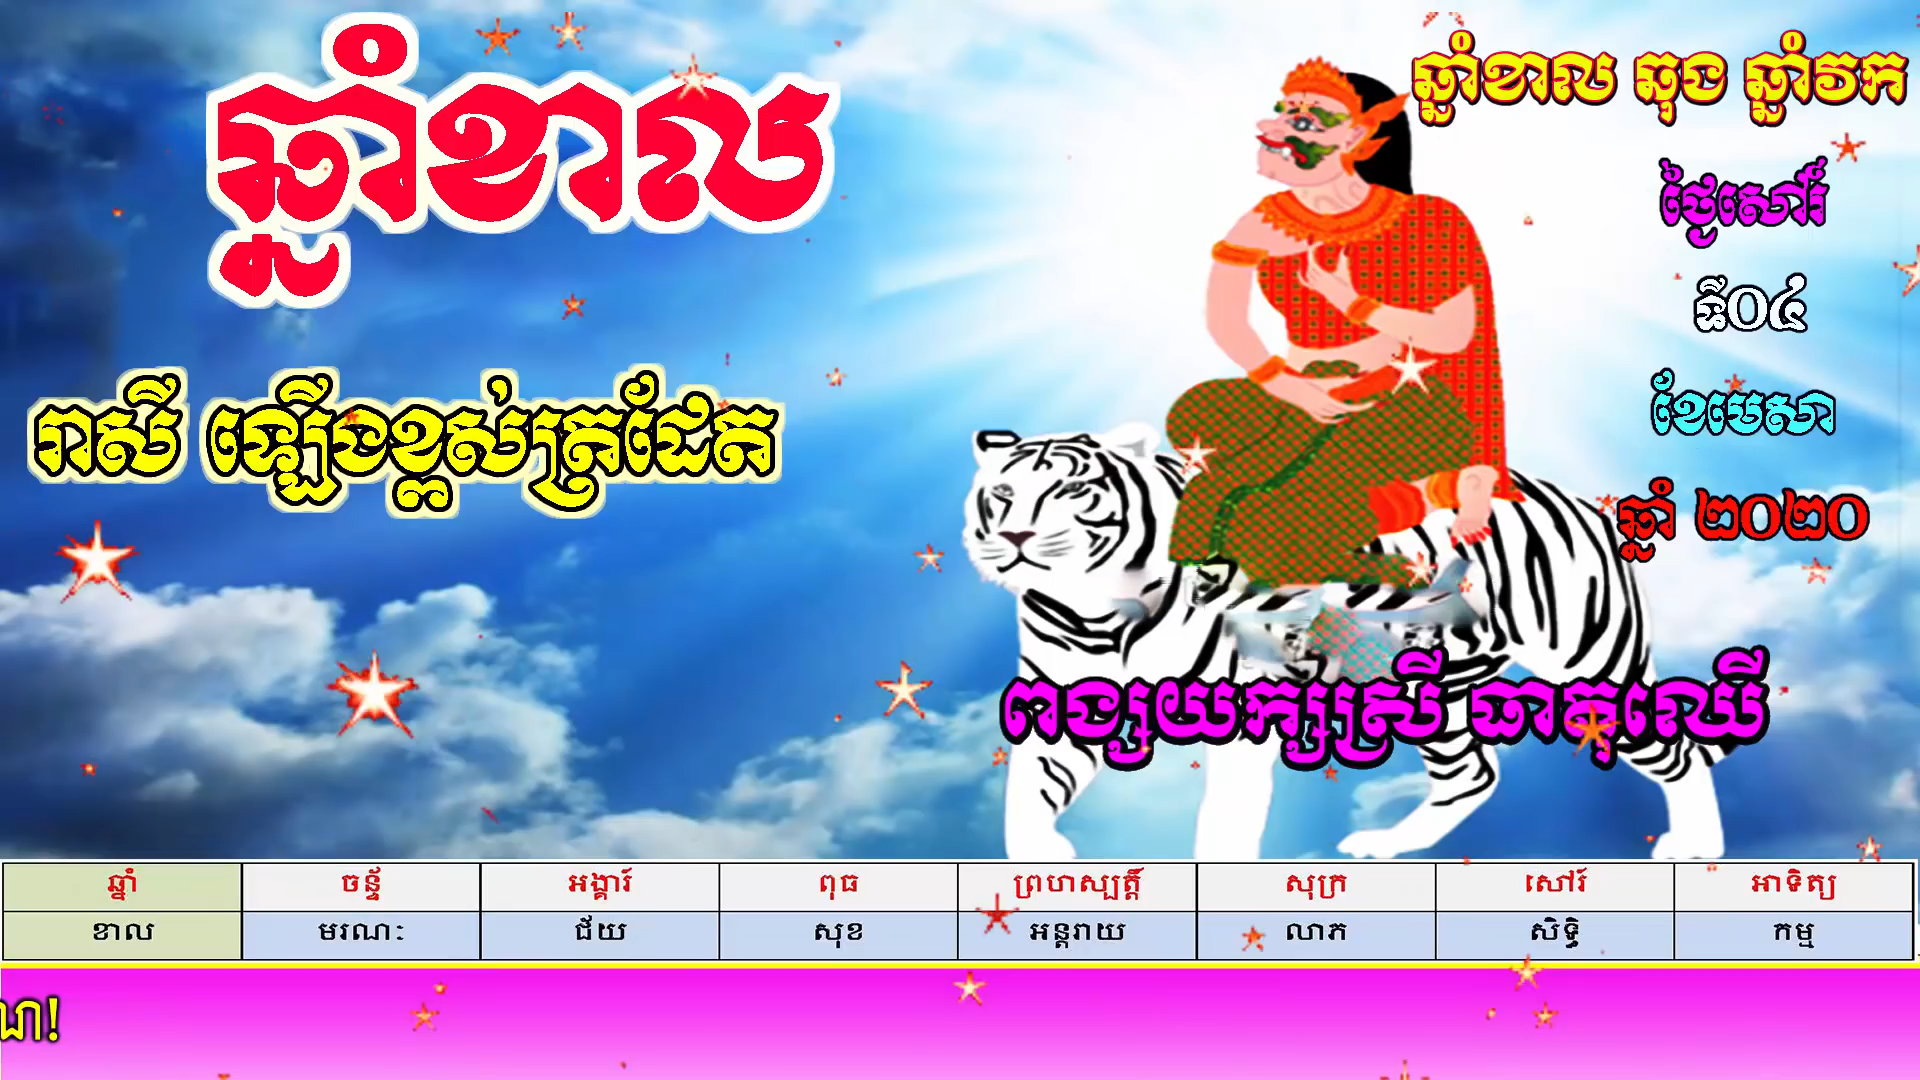 ឆ្នាំខាល
រាសី ឡើងខ្ពស់ត្រដែត
ឆ្នាំខាល ឆុង ឆ្នាំវក
ថ្ងៃសៅរ៍
ទី០៤
ខែមេសា
ឆ្នាំ ២០២០
ពង្សយក្សស្រី ធាតុឈើ
ឆ្នាំ ចន្ទ័ អង្គារ៍ ពុធ ព្រហស្បត្តិ៍ សុក្រ សៅរ៍ អាទិត្យ
ខាល មរណៈ ជ័យ សុខ អន្តរាយ លាភ សិទ្ធិ កម្ម